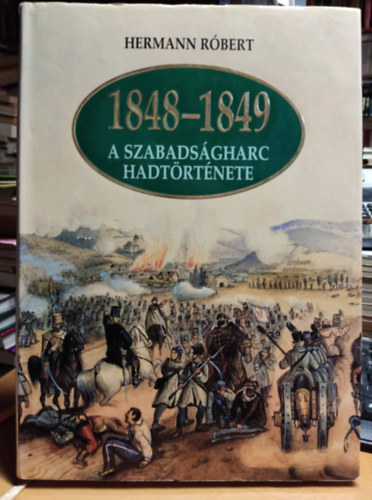 HERMANN RÓBERT
1848–1849
A SZABADSÁGHARC
HADTÖRTÉNETE